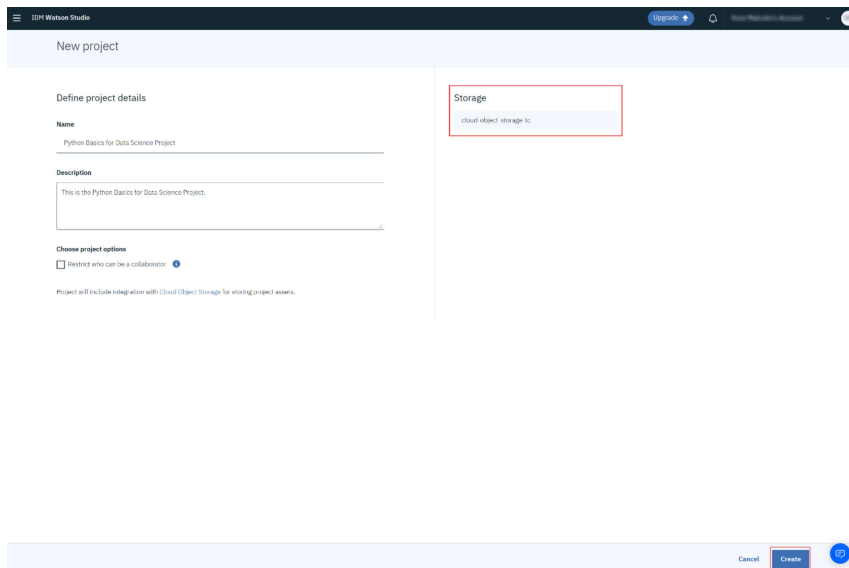 IBM Watson Studio
Upgrade
New project
Define project details
Name
Python Basics for Data Science Project
Description
This is the Python Basics for Data Science Project.
Choose project options
Restrict who can be a collaborator
Project will include integration with Cloud Object Storage for storing project assets.
Storage
cloud-object-storage-tc
Cancel
Create